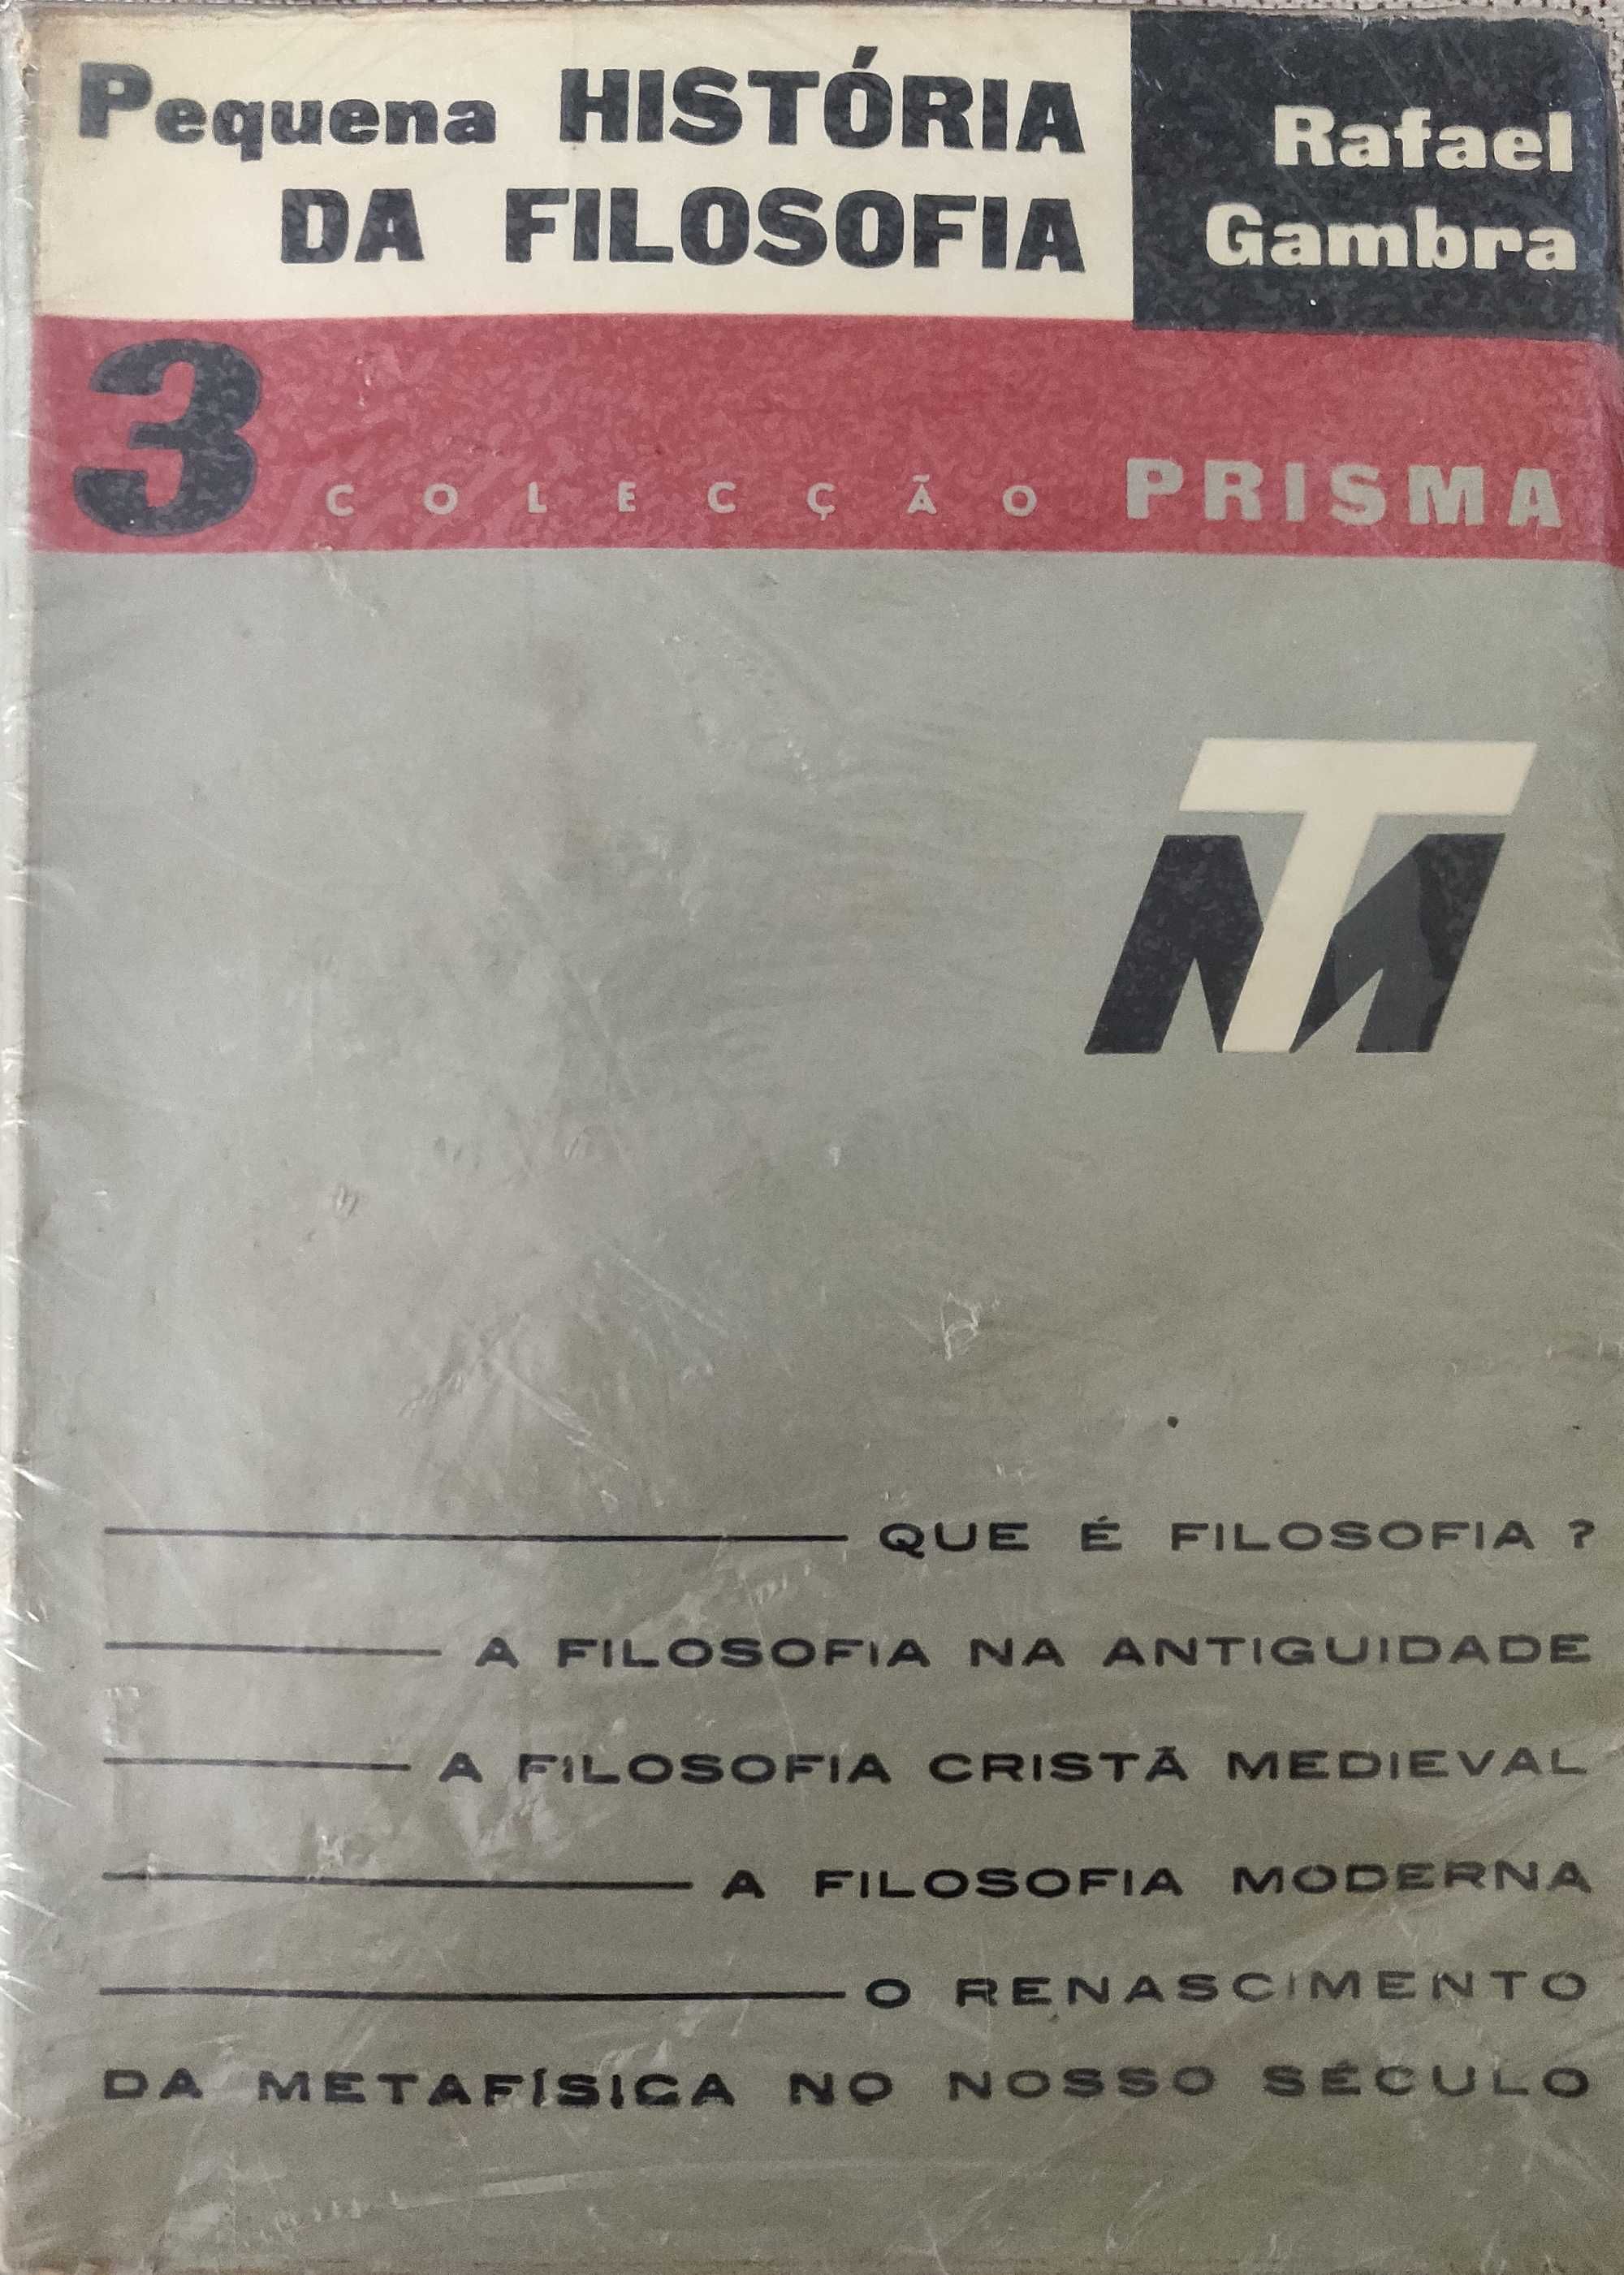 Pequena HISTÓRIA
DA FILOSOFIA
Rafael
Gambra
3 COLECÇÃO PRISMA
TM
QUE É FILOSOFIA ?
A FILOSOFIA NA ANTIGUIDADE
A FILOSOFIA CRISTÃ MEDIEVAL
A FILOSOFIA MODERNA
O RENASCIMENTO
DA METAFÍSICA NO NOSSO SÉCULO